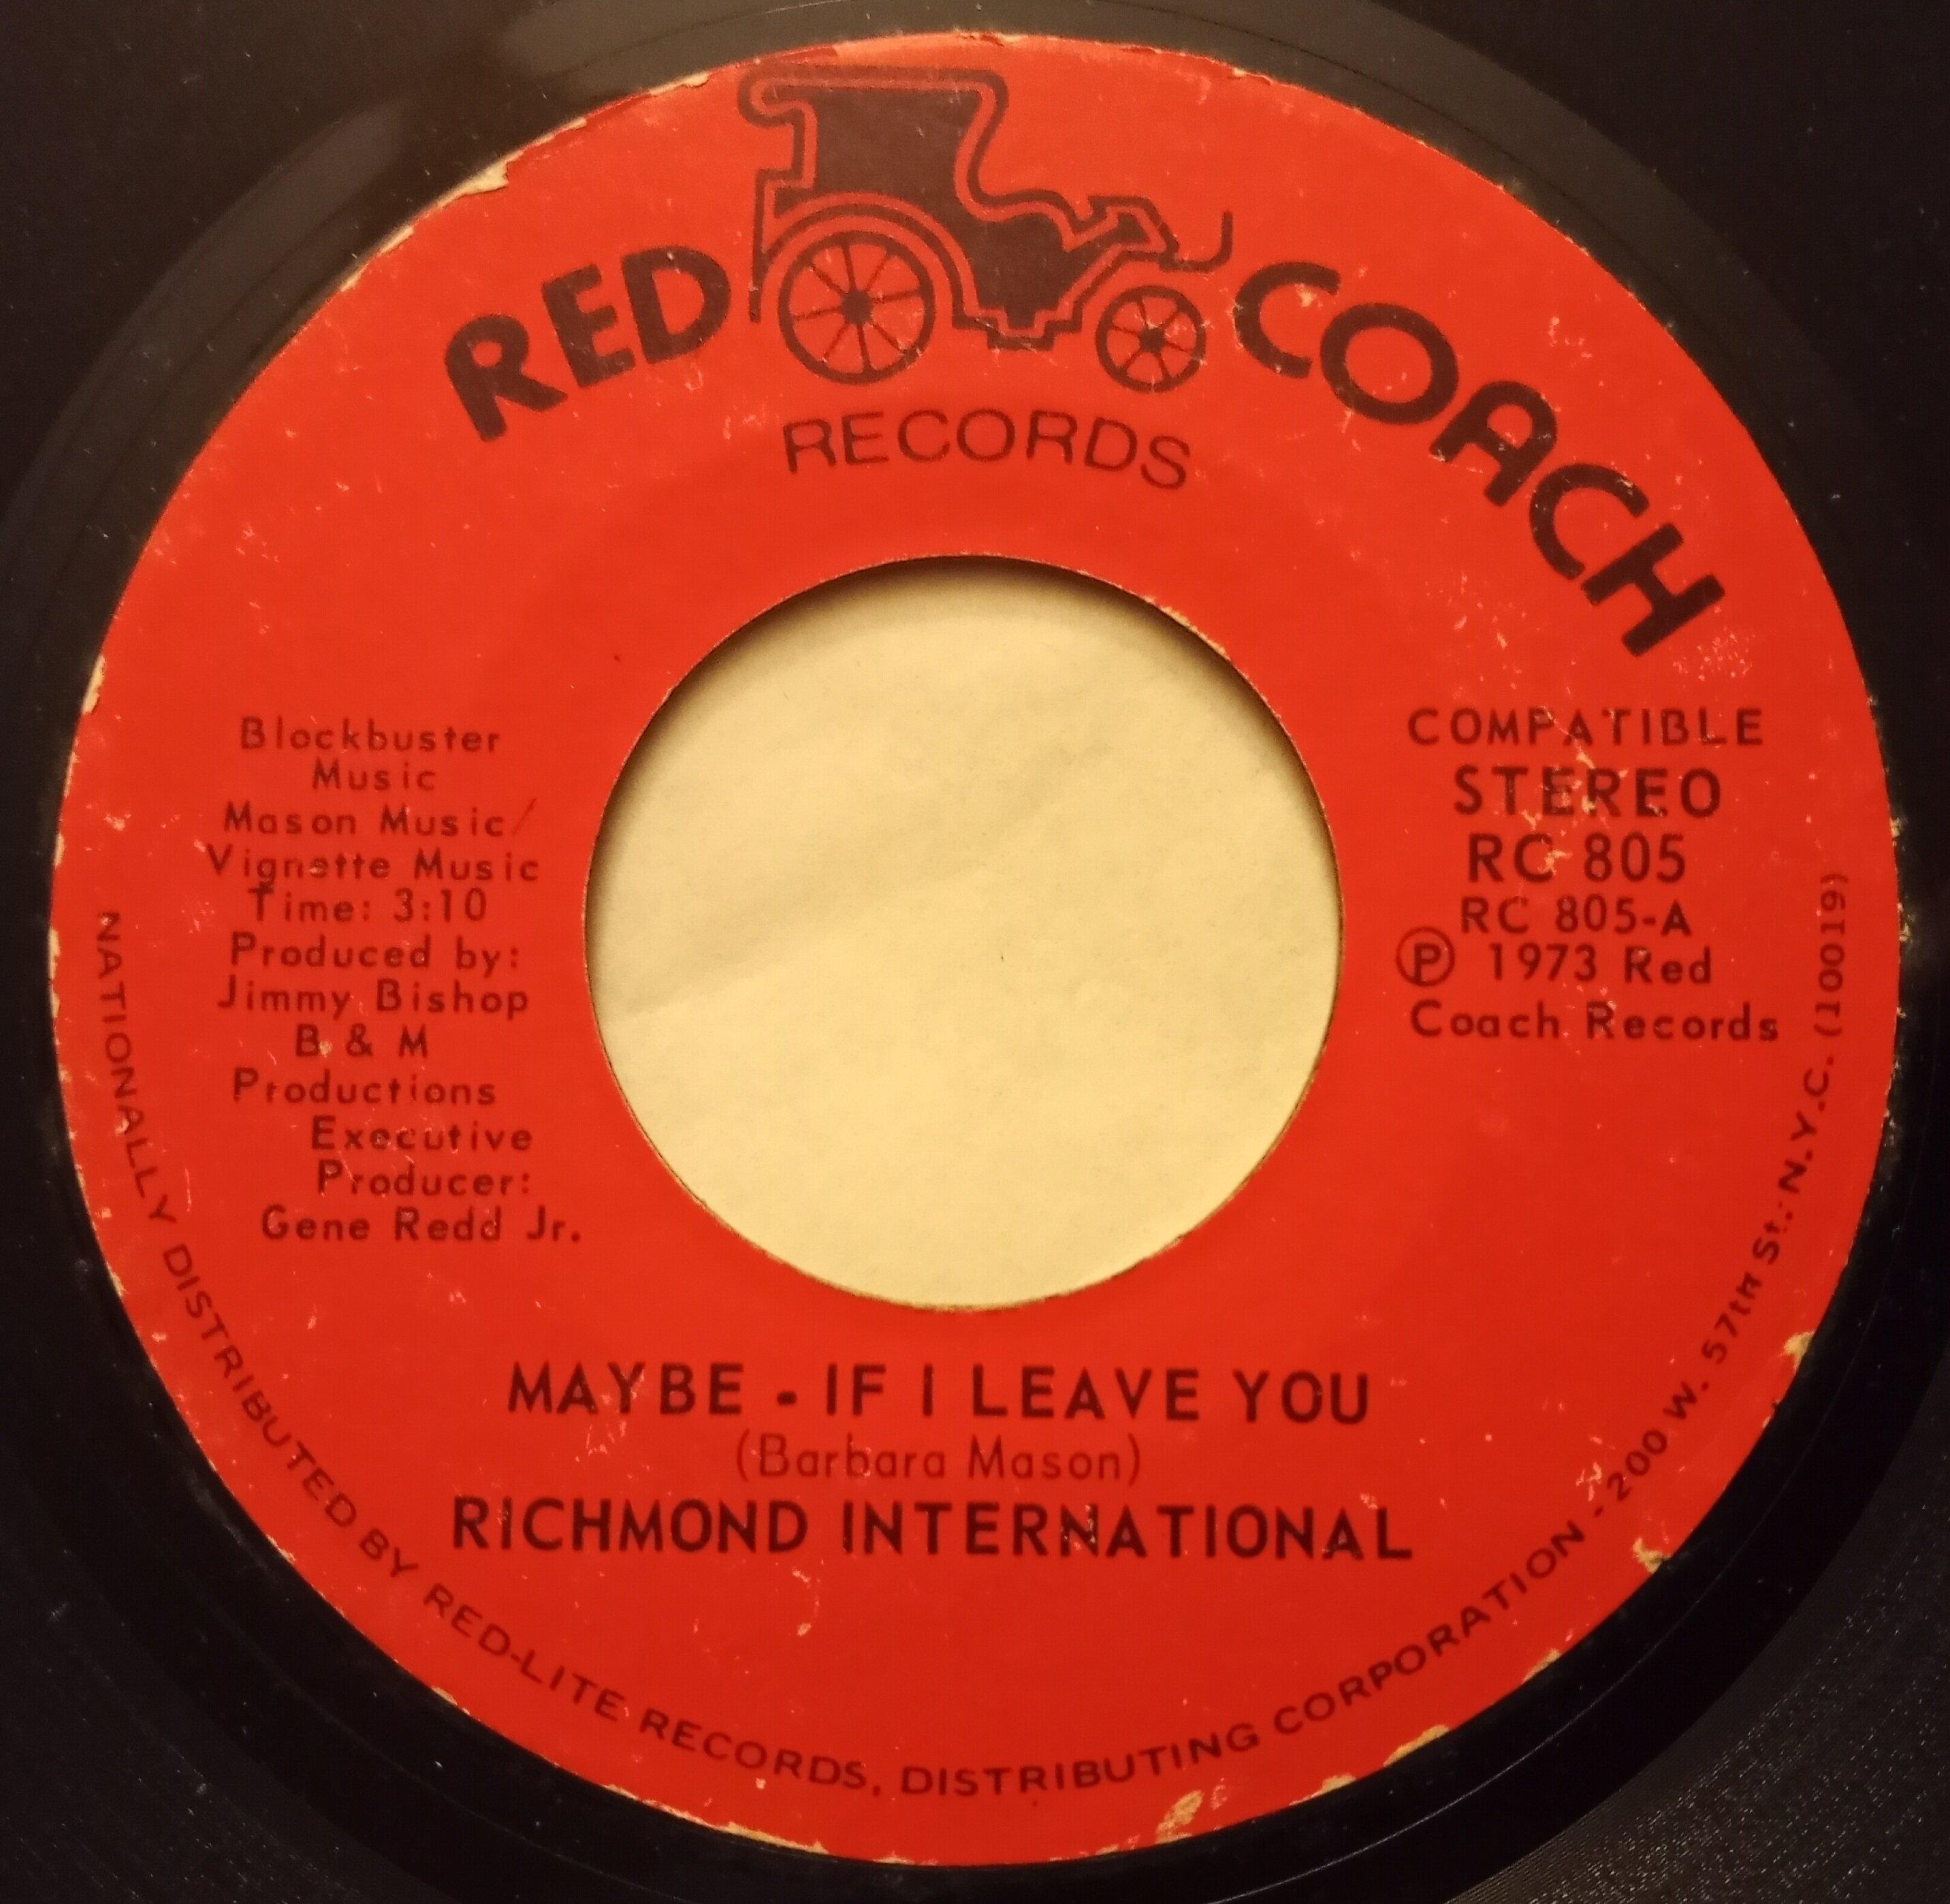 RED COACH
RECORDS
Blockbuster
Music
Mason Music/
Vignette Music
Time: 3:10
Produced by:
Jimmy Bishop
B & M
Productions
Executive
Producer:
Gene Redd Jr.
COMPATIBLE
STEREO
RC 805
RC 805-A
Ⓟ 1973 Red
Coach Records
MAYBE - IF I LEAVE YOU
(Barbara Mason)
RICHMOND INTERNATIONAL
NATIONALLY DISTRIBUTED BY RED-LITE RECORDS, DISTRIBUTING CORPORATION - 200 W. 57th St. N.Y.C. (10019)